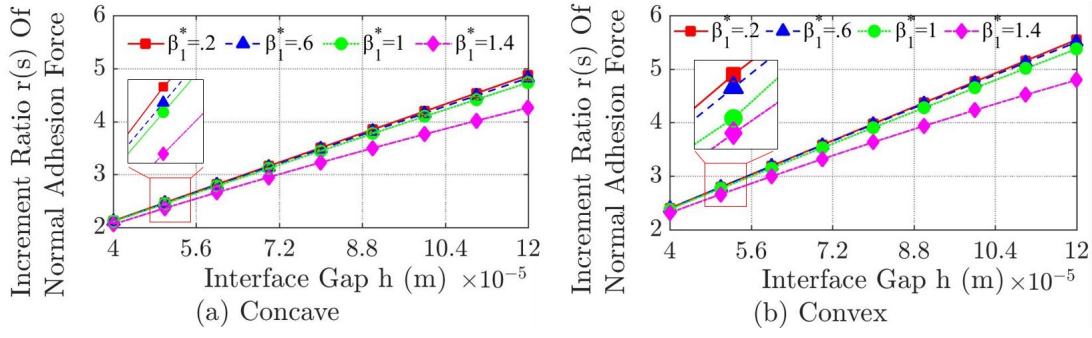 Increment Ratio r(s) Of
Normal Adhesion Force
6
5
4
3
2
β₁*=.2 β₁*=.6 β₁*=1 β₁*=1.4
4 5.6 7.2 8.8 10.4 12
Interface Gap h (m) ×10⁻⁵
(a) Concave
Increment Ratio r(s) Of
Normal Adhesion Force
6
5
4
3
2
β₁*=.2 β₁*=.6 β₁*=1 β₁*=1.4
4 5.6 7.2 8.8 10.4 12
Interface Gap h (m) ×10⁻⁵
(b) Convex